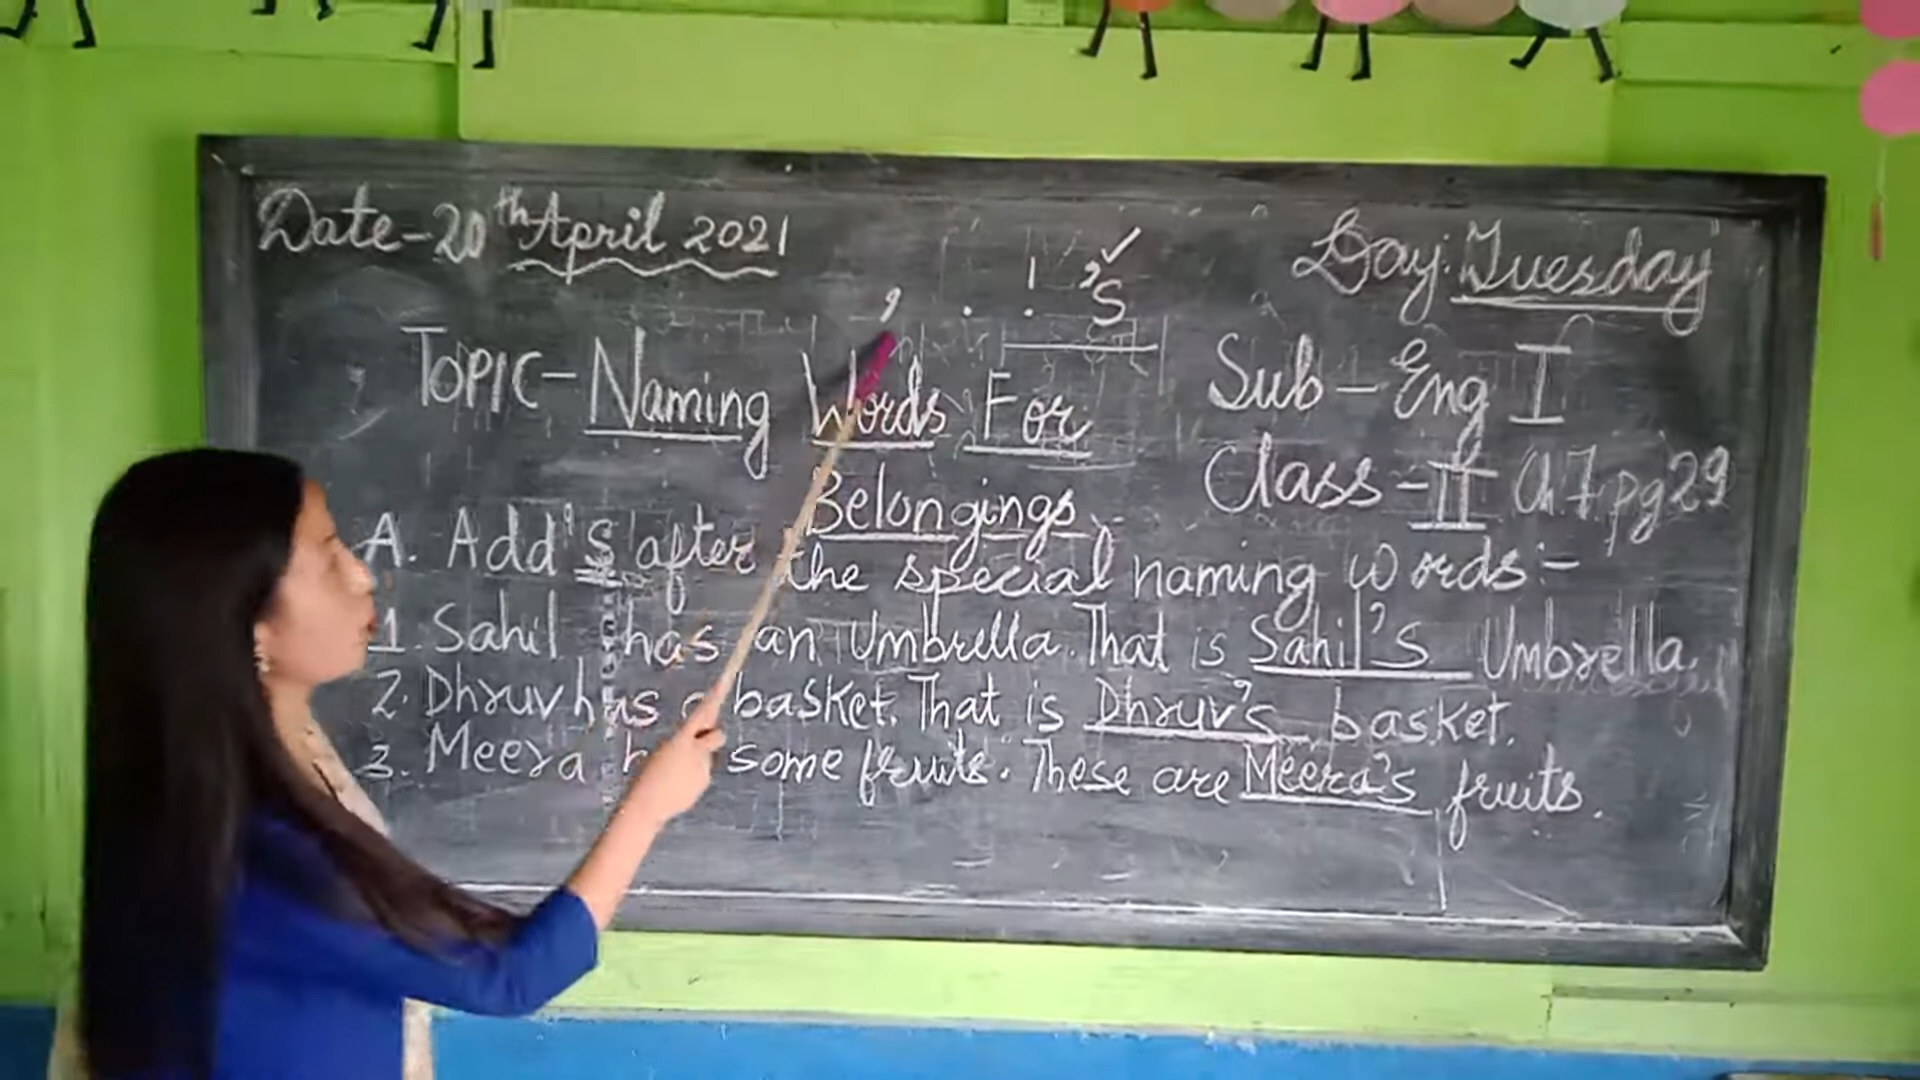 Date-20th April 2021
Day: Tuesday
, . ! 's ✓
TOPIC - Naming Words For
Belongings
Sub - Eng I
Class - II Ch.7 pg 29
A. Add 's after the special naming words:-
1. Sahil has an Umbrella. That is Sahil's Umbrella.
2. Dhruv has a basket. That is Dhruv's basket.
3. Meera some fruits. These are Meera's fruits.